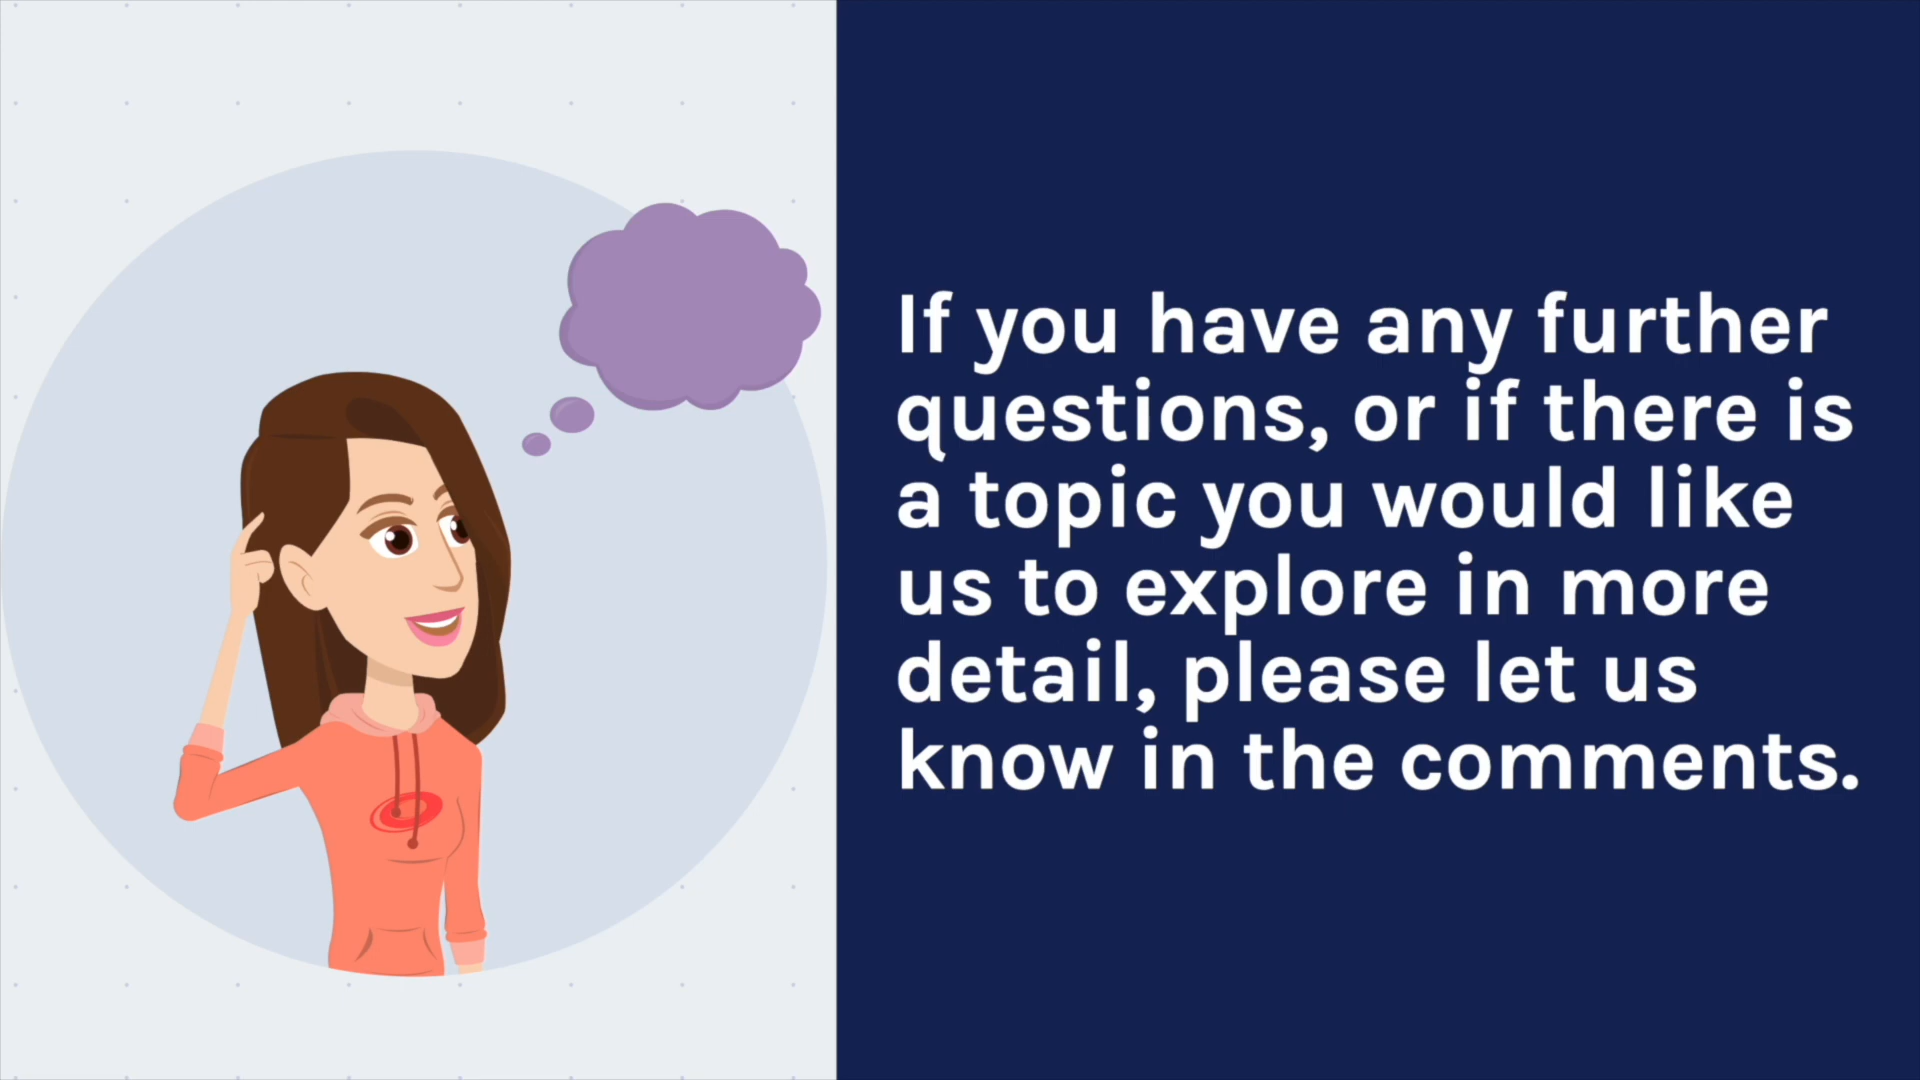 If you have any further
questions, or if there is
a topic you would like
us to explore in more
detail, please let us
know in the comments.